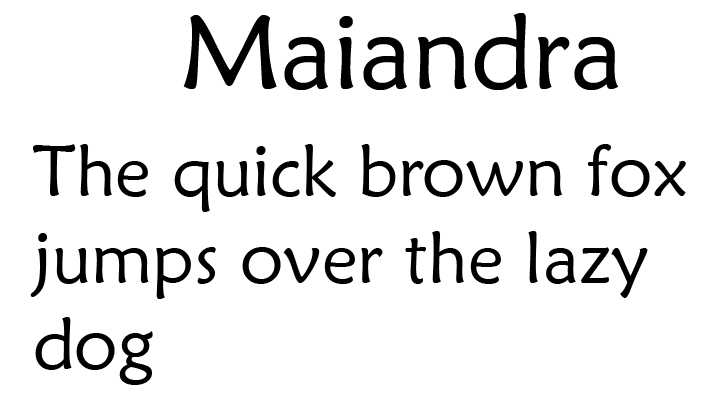 Maiandra
The quick brown fox
jumps over the lazy
dog